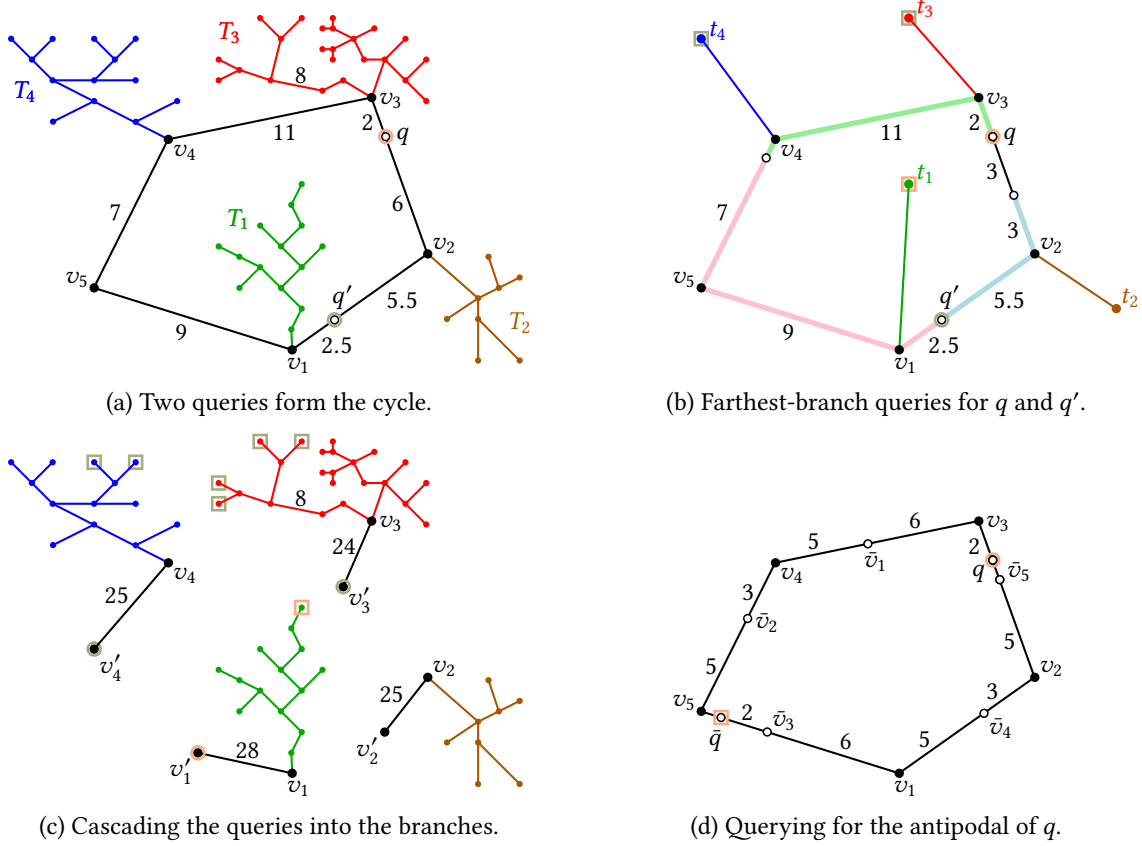 T₄
T₃
8
v₃
11
2
q
v₄
7
T₁
6
v₂
v₅
q′
5.5
9
2.5
T₂
v₁
(a) Two queries form the cycle.
t₄
t₃
v₃
2
q
11
v₄
t₁
3
7
3
v₂
v₅
q′
5.5
t₂
9
2.5
v₁
(b) Farthest-branch queries for q and q′.
8
v₃
24
v₄
25
v₃′
v₄′
v₂
25
28
v₂′
v₁′
v₁
(c) Cascading the queries into the branches.
6
v₃
5
2
v̄₁
q
v̄₅
v₄
3
v̄₂
5
5
v₂
v₅
3
2
v̄₃
v̄₄
q̄
6
5
v₁
(d) Querying for the antipodal of q.